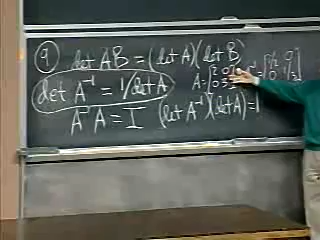 ⑨ det AB = (det A)(det B)
det A⁻¹ = 1/det A
A⁻¹A = I (det A⁻¹)(det A) = 1
A =